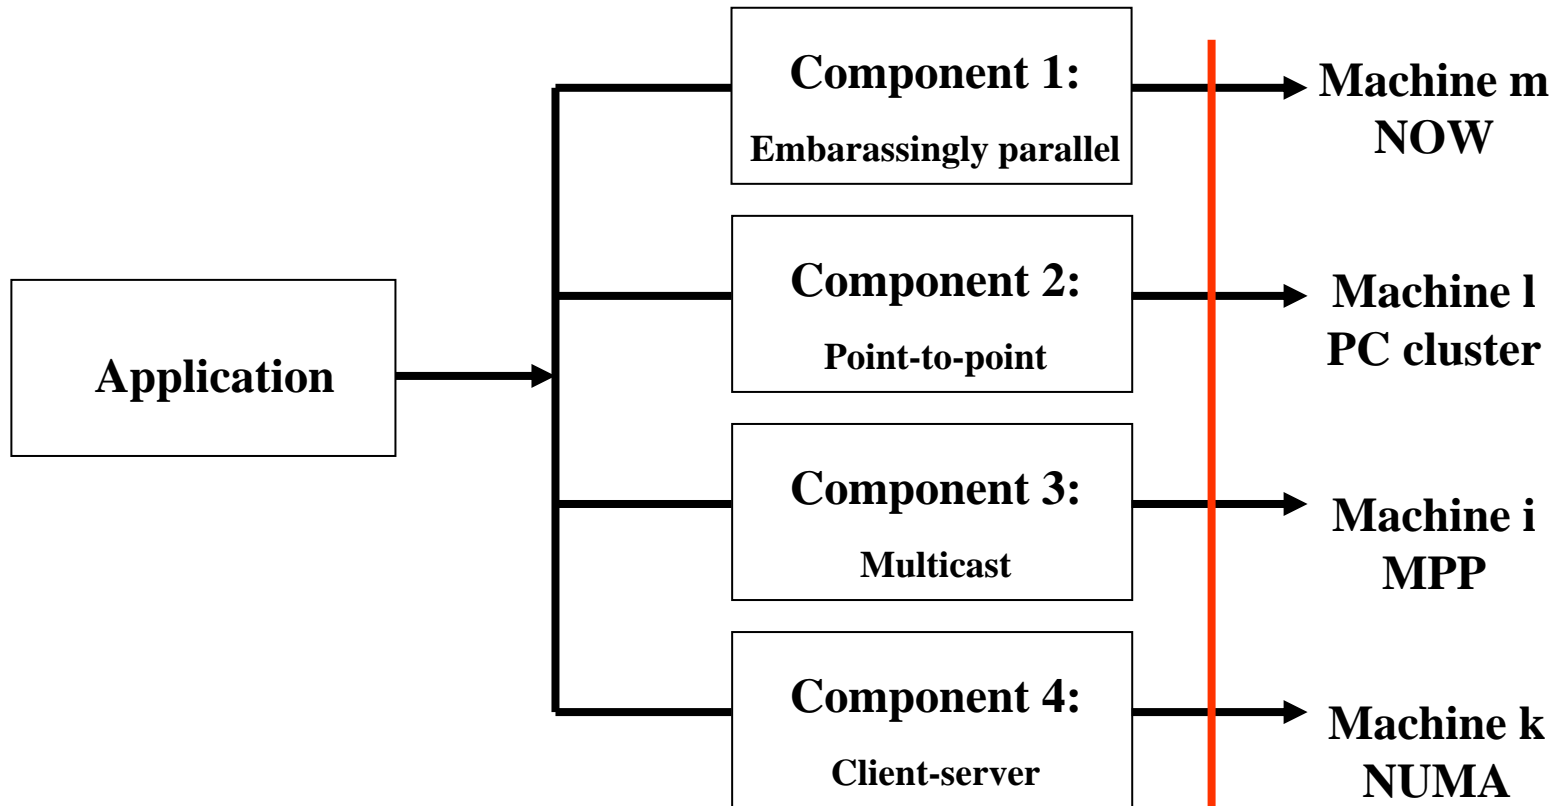 Application
Component 1:
Embarassingly parallel
Machine m
NOW
Component 2:
Point-to-point
Machine l
PC cluster
Component 3:
Multicast
Machine i
MPP
Component 4:
Client-server
Machine k
NUMA